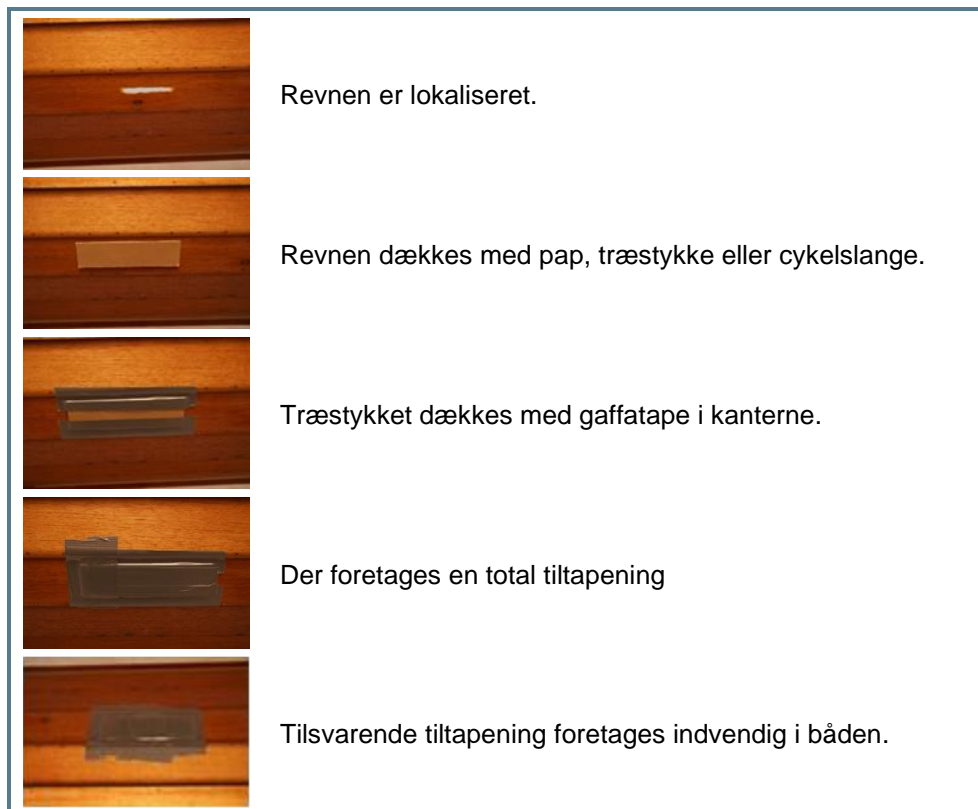 Revnen er lokaliseret.
Revnen dækkes med pap, træstykke eller cykelslange.
Træstykket dækkes med gaffatape i kanterne.
Der foretages en total tiltapening
Tilsvarende tiltapening foretages indvendig i båden.